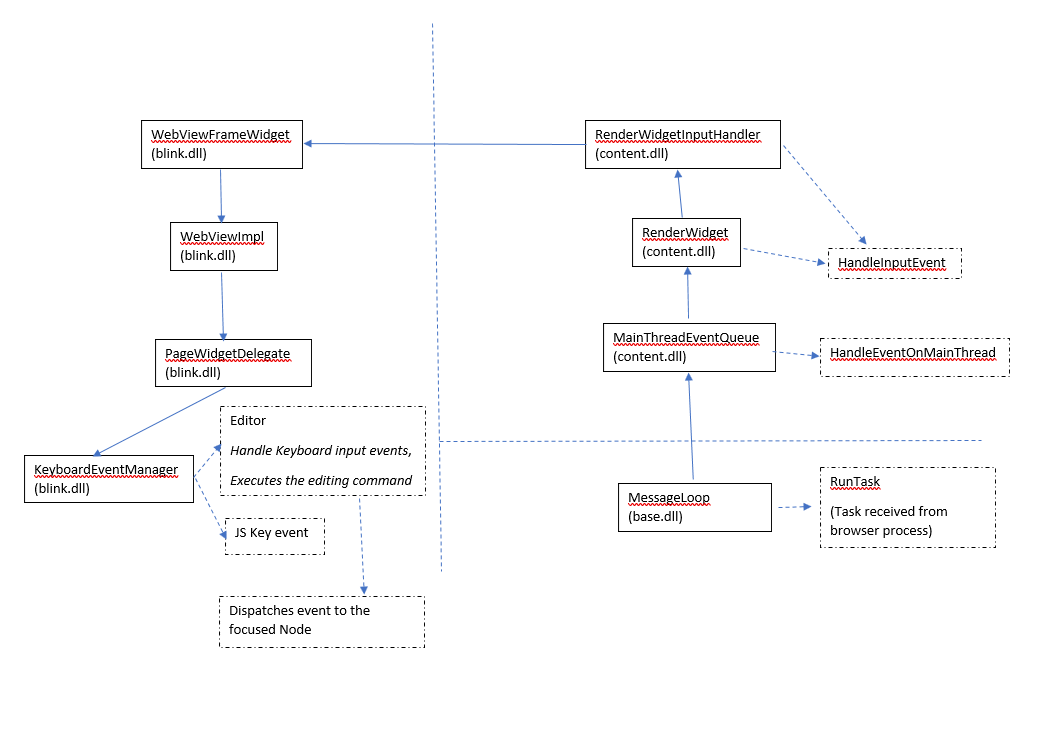 WebViewFrameWidget
(blink.dll)
RenderWidgetInputHandler
(content.dll)
WebViewImpl
(blink.dll)
RenderWidget
(content.dll)
HandleInputEvent
PageWidgetDelegate
(blink.dll)
MainThreadEventQueue
(content.dll)
HandleEventOnMainThread
Editor
Handle Keyboard input events,
Executes the editing command
KeyboardEventManager
(blink.dll)
JS Key event
MessageLoop
(base.dll)
RunTask
(Task received from
browser process)
Dispatches event to the
focused Node